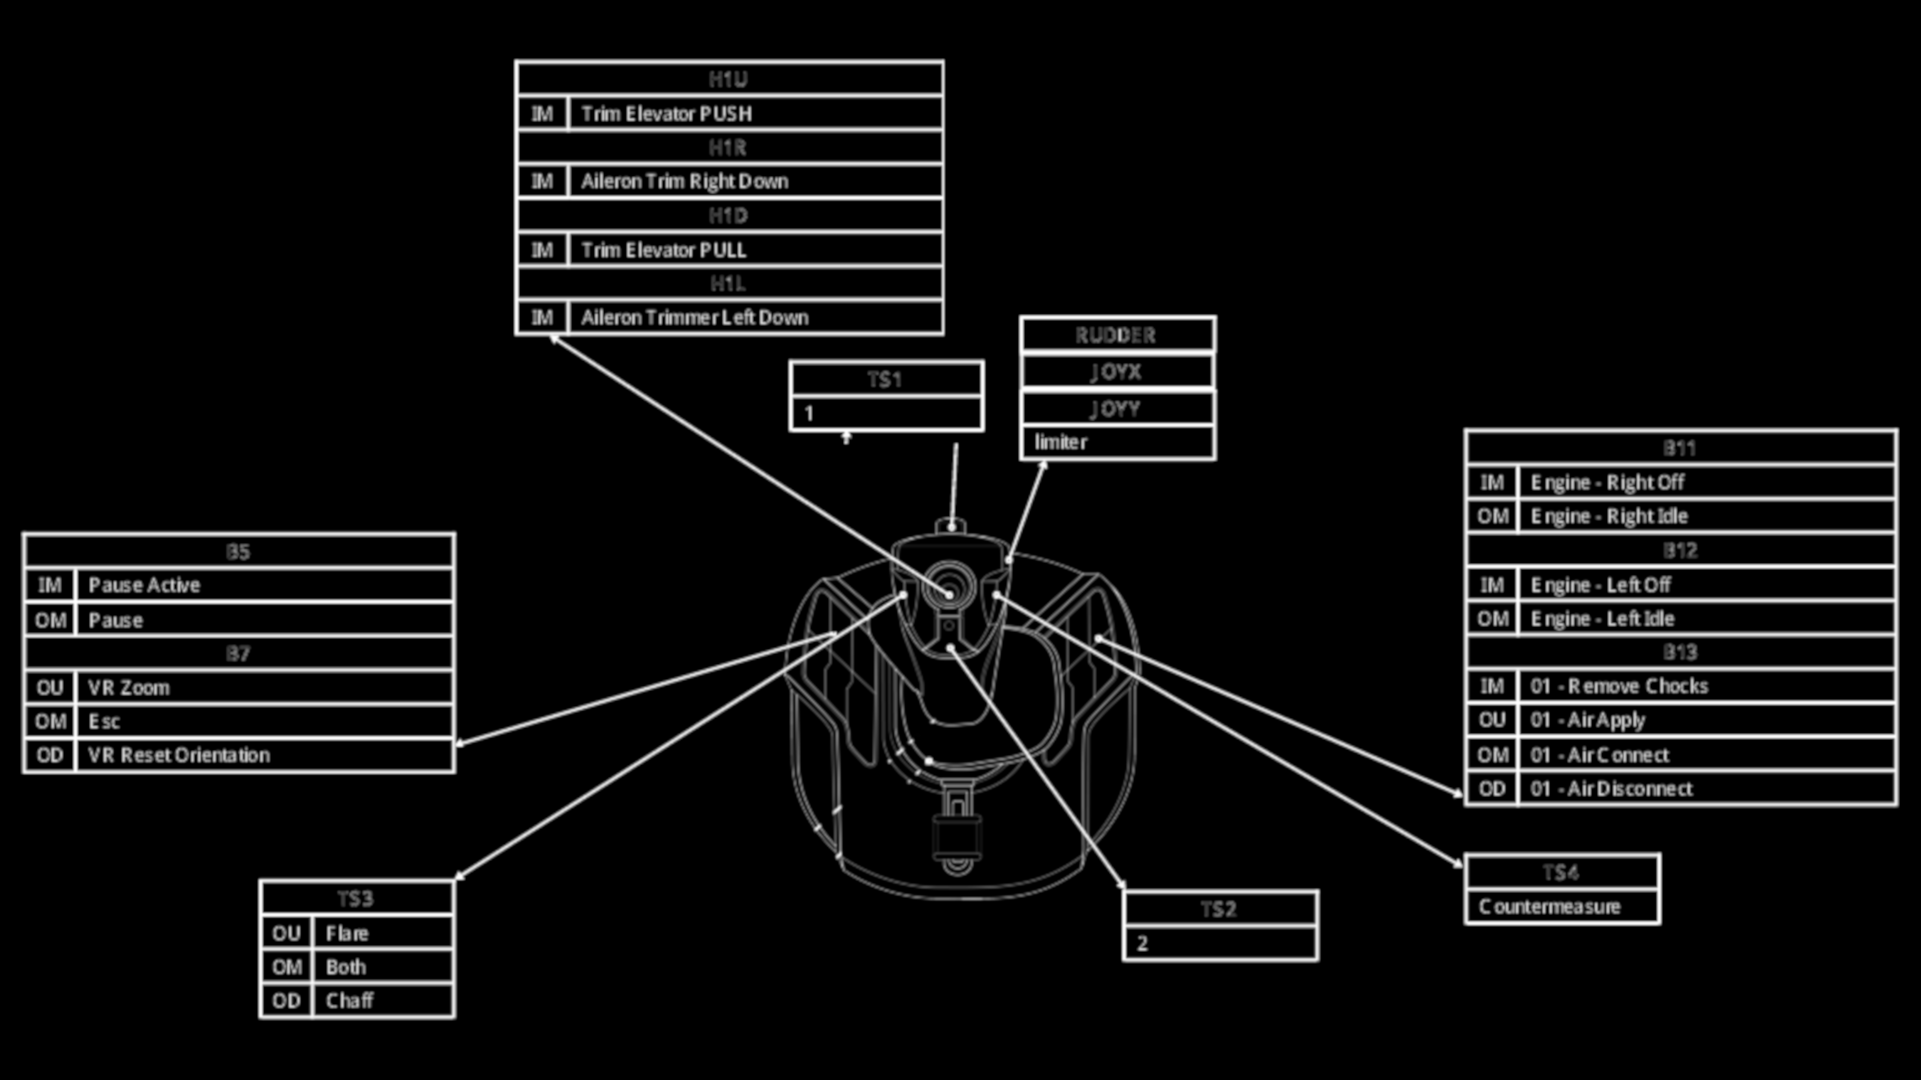 H1U
IM Trim Elevator PUSH
H1R
IM Aileron Trim Right Down
H1D
IM Trim Elevator PULL
H1L
IM Aileron Trimmer Left Down
TS1
1
RUDDER
JOYX
JOYY
limiter
B5
IM Pause Active
OM Pause
B7
OU VR Zoom
OM Esc
OD VR Reset Orientation
B11
IM Engine - Right Off
OM Engine - Right Idle
B12
IM Engine - Left Off
OM Engine - Left Idle
B13
IM 01 - Remove Chocks
OU 01 - Air Apply
OM 01 - Air Connect
OD 01 - Air Disconnect
TS3
OU Flare
OM Both
OD Chaff
TS2
2
TS4
Countermeasure